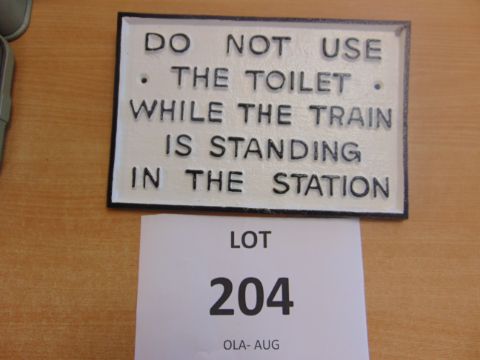 DO NOT USE
• THE TOILET •
WHILE THE TRAIN
IS STANDING
IN THE STATION
LOT
204
OLA- AUG